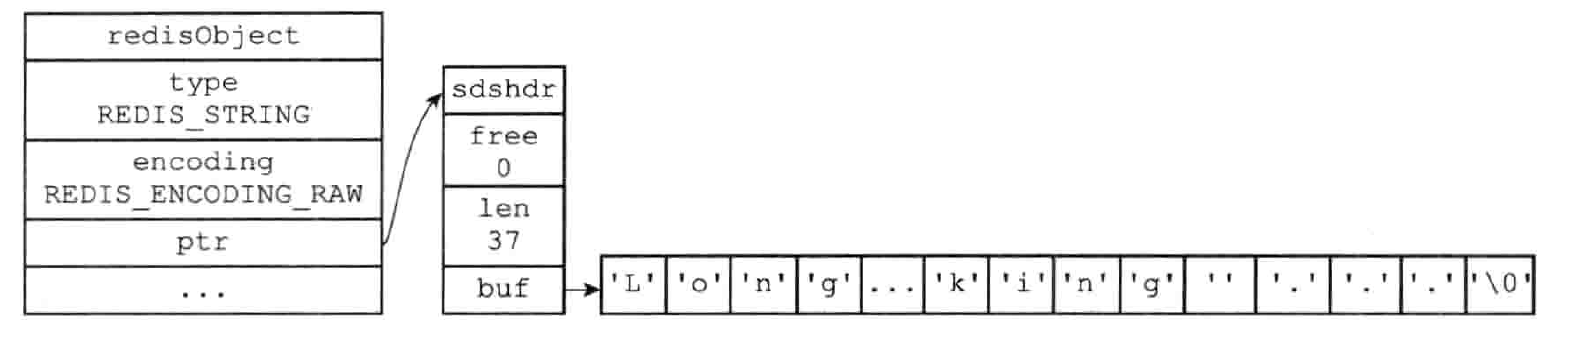 redisObject
type
REDIS_STRING
encoding
REDIS_ENCODING_RAW
ptr
...
sdshdr
free
0
len
37
buf
'L' 'o' 'n' 'g' ... 'k' 'i' 'n' 'g' ' ' '.' '.' '.' '\0'